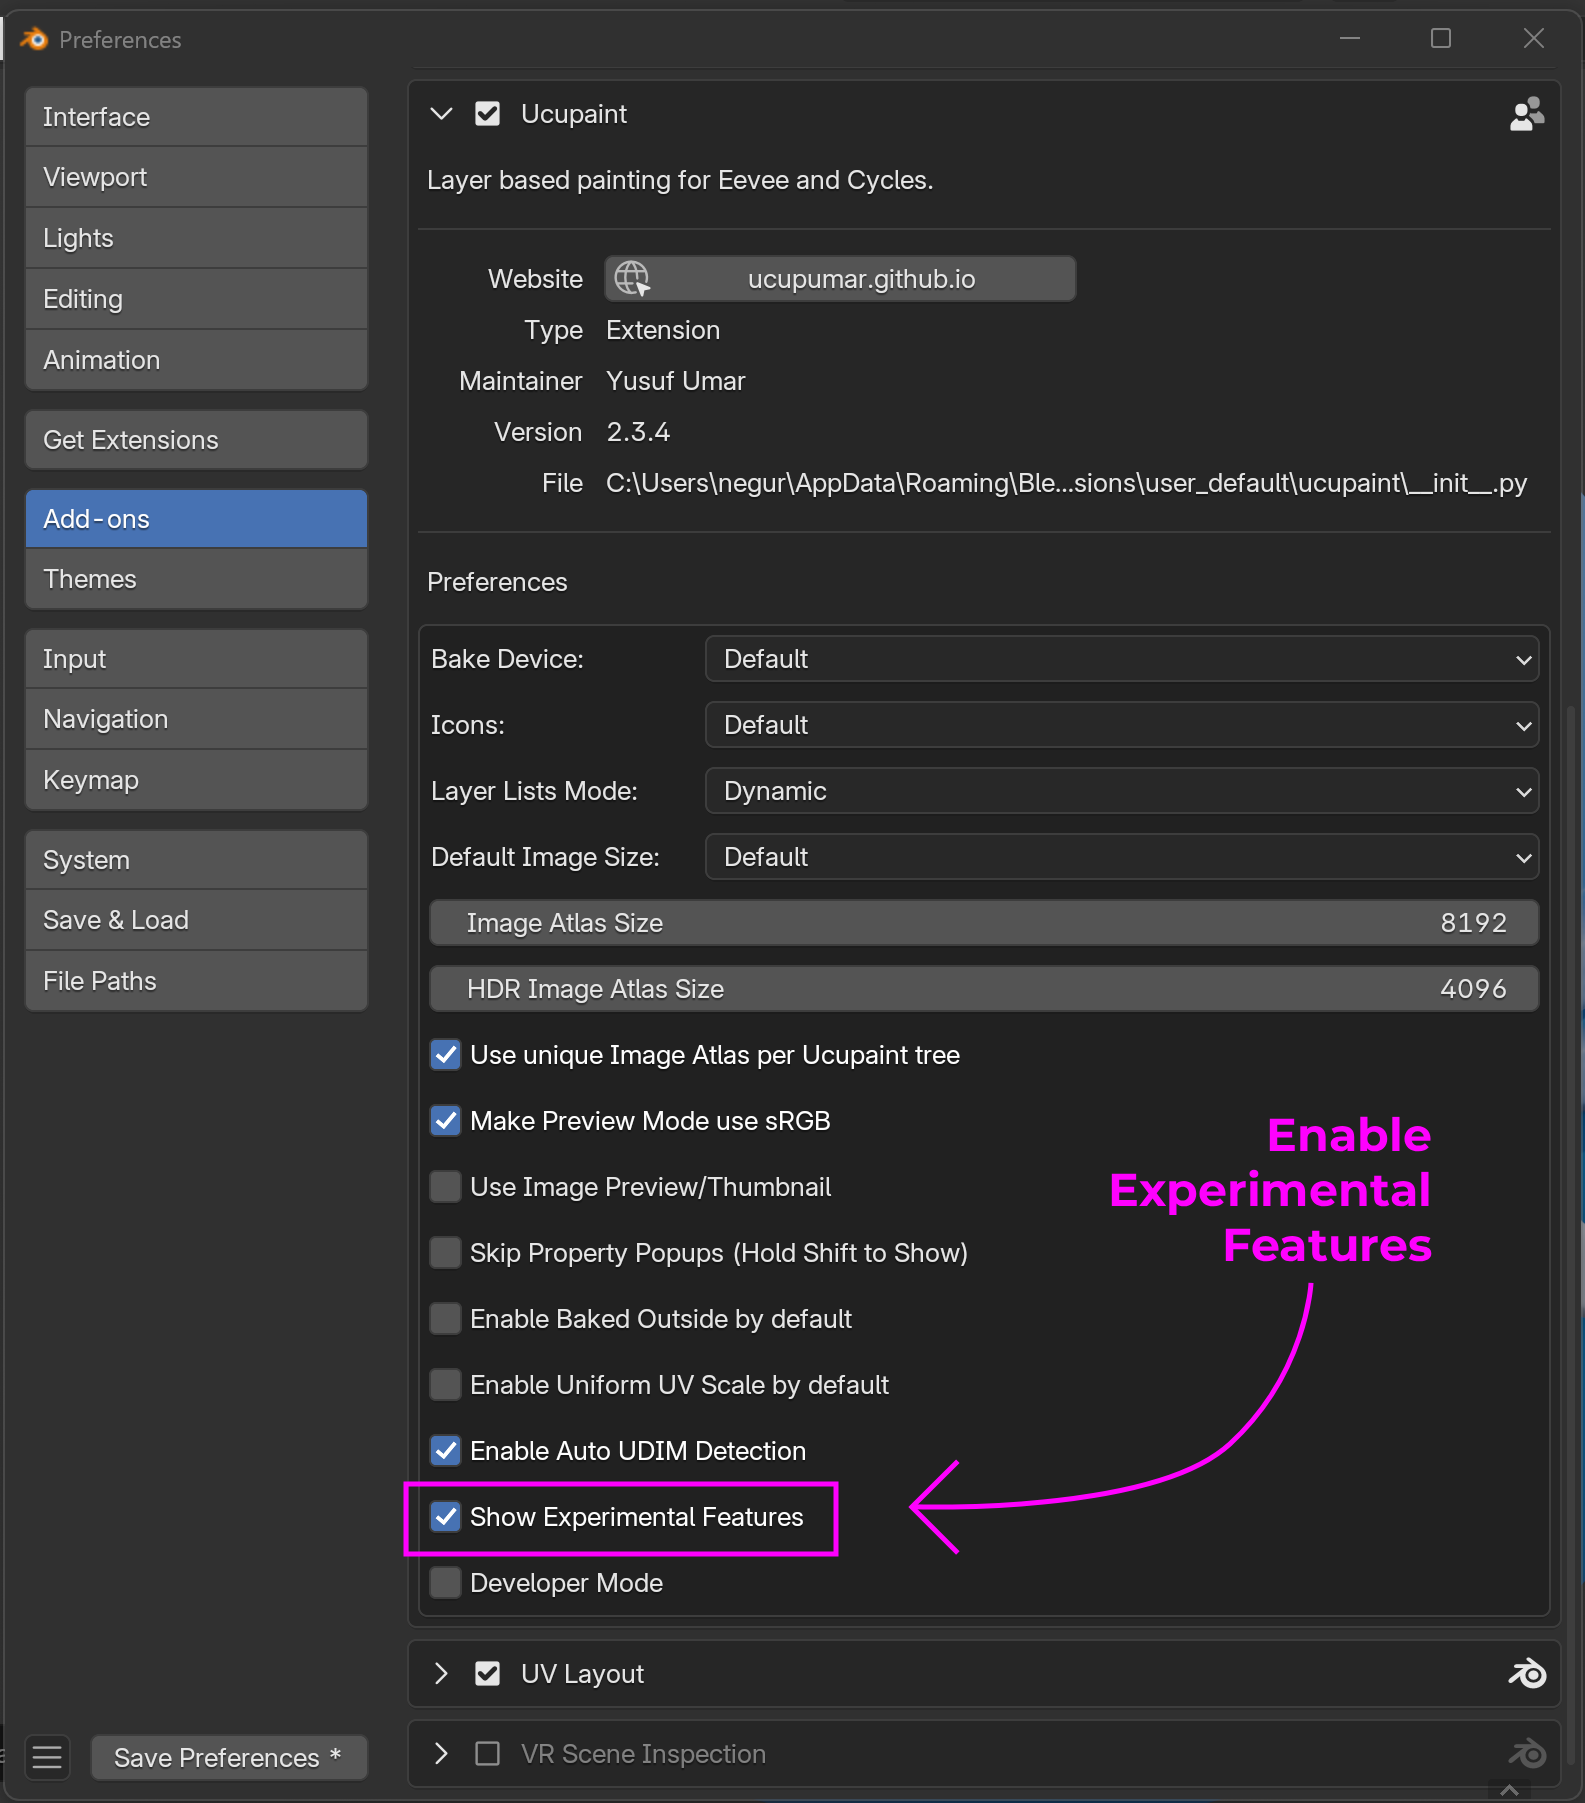 Preferences
Interface
Viewport
Lights
Editing
Animation
Get Extensions
Add-ons
Themes
Input
Navigation
Keymap
System
Save & Load
File Paths
Save Preferences *
Ucupaint
Layer based painting for Eevee and Cycles.
Website ucupumar.github.io
Type Extension
Maintainer Yusuf Umar
Version 2.3.4
File C:\Users\negur\AppData\Roaming\Ble...sions\user_default\ucupaint\__init__.py
Preferences
Bake Device: Default
Icons: Default
Layer Lists Mode: Dynamic
Default Image Size: Default
Image Atlas Size 8192
HDR Image Atlas Size 4096
Use unique Image Atlas per Ucupaint tree
Make Preview Mode use sRGB
Use Image Preview/Thumbnail
Skip Property Popups (Hold Shift to Show)
Enable Baked Outside by default
Enable Uniform UV Scale by default
Enable Auto UDIM Detection
Show Experimental Features
Developer Mode
Enable
Experimental
Features
UV Layout
VR Scene Inspection